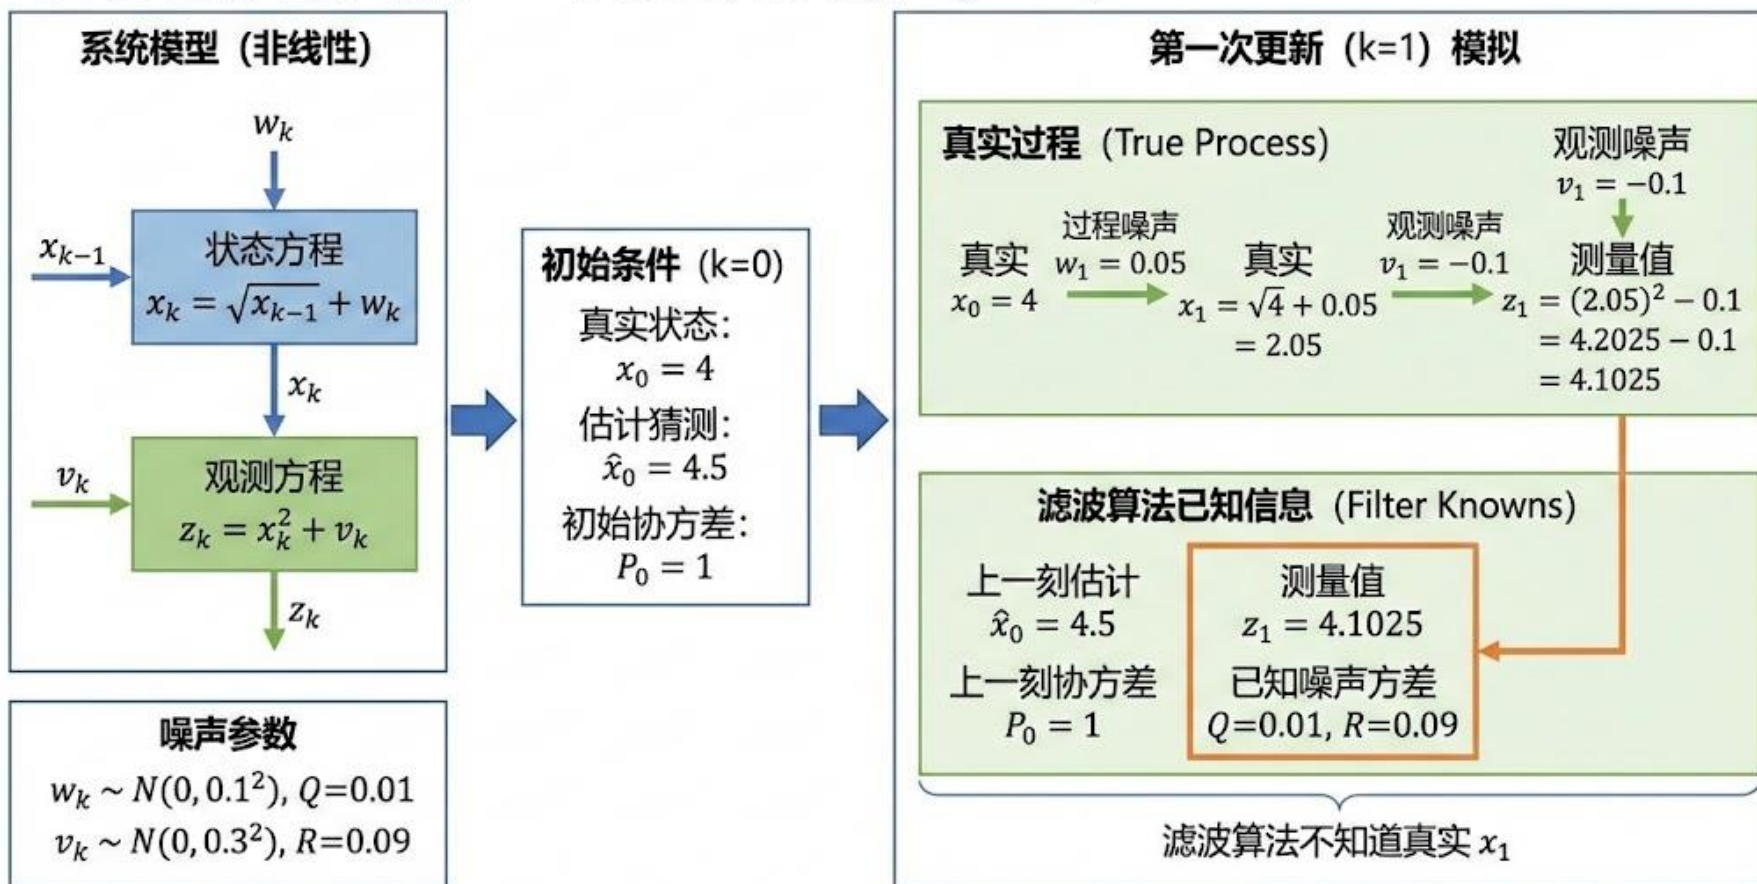 系统模型（非线性）
w_k
x_{k-1}
状态方程
x_k = √x_{k-1} + w_k
x_k
v_k
观测方程
z_k = x_k^2 + v_k
z_k
噪声参数
w_k ~ N(0, 0.1²), Q=0.01
v_k ~ N(0, 0.3²), R=0.09
初始条件 (k=0)
真实状态：
x_0 = 4
估计猜测：
x̂_0 = 4.5
初始协方差：
P_0 = 1
第一次更新（k=1）模拟
真实过程（True Process）
真实
x_0 = 4
过程噪声
w_1 = 0.05
真实
x_1 = √4 + 0.05
= 2.05
观测噪声
v_1 = −0.1
观测噪声
v_1 = −0.1
测量值
z_1 = (2.05)² − 0.1
= 4.2025 − 0.1
= 4.1025
滤波算法已知信息（Filter Knowns）
上一刻估计
x̂_0 = 4.5
上一刻协方差
P_0 = 1
测量值
z_1 = 4.1025
已知噪声方差
Q=0.01, R=0.09
滤波算法不知道真实 x_1